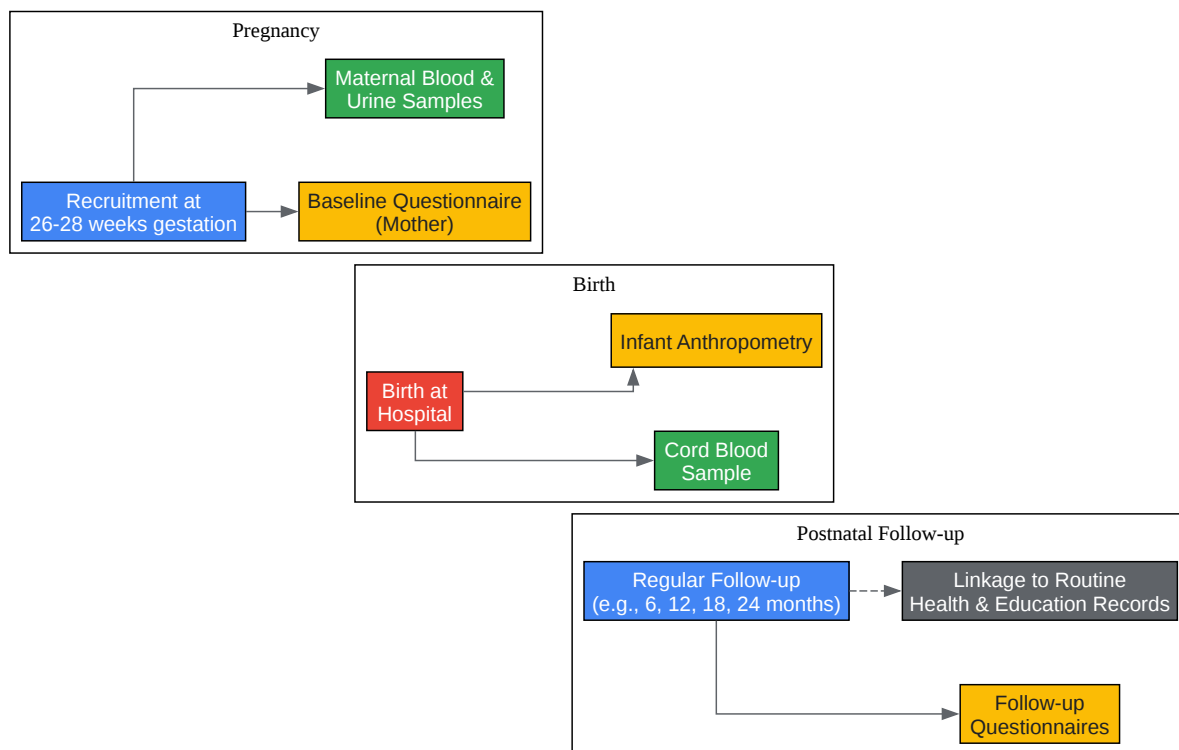 Pregnancy
Maternal Blood &
Urine Samples
Recruitment at
26-28 weeks gestation
Baseline Questionnaire
(Mother)
Birth
Infant Anthropometry
Birth at
Hospital
Cord Blood
Sample
Postnatal Follow-up
Regular Follow-up
(e.g., 6, 12, 18, 24 months)
Linkage to Routine
Health & Education Records
Follow-up
Questionnaires